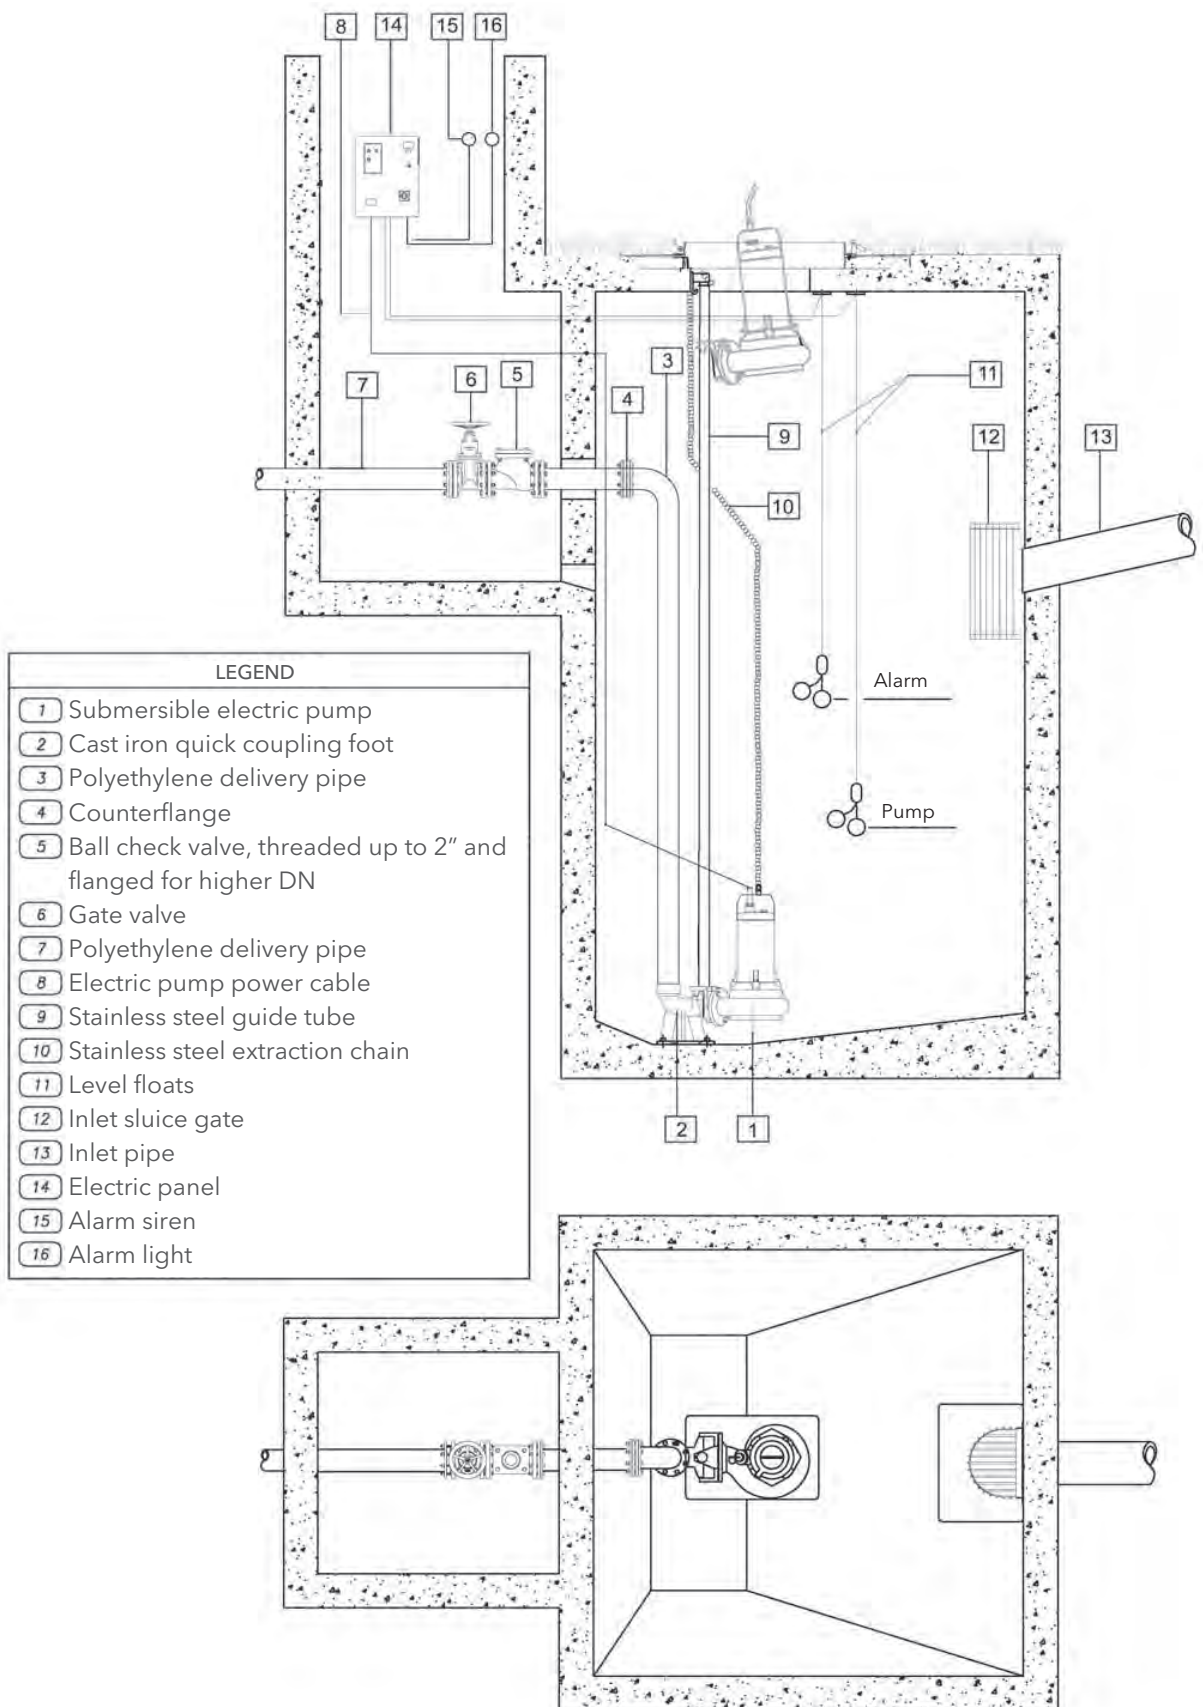 8 14 15 16
3
7 6 5 4 11
9 12 13
10
Alarm
Pump
LEGEND
1 Submersible electric pump
2 Cast iron quick coupling foot
3 Polyethylene delivery pipe
4 Counterflange
5 Ball check valve, threaded up to 2” and
flanged for higher DN
6 Gate valve
7 Polyethylene delivery pipe
8 Electric pump power cable
9 Stainless steel guide tube
10 Stainless steel extraction chain
11 Level floats
12 Inlet sluice gate
13 Inlet pipe
14 Electric panel
15 Alarm siren
16 Alarm light
2 1